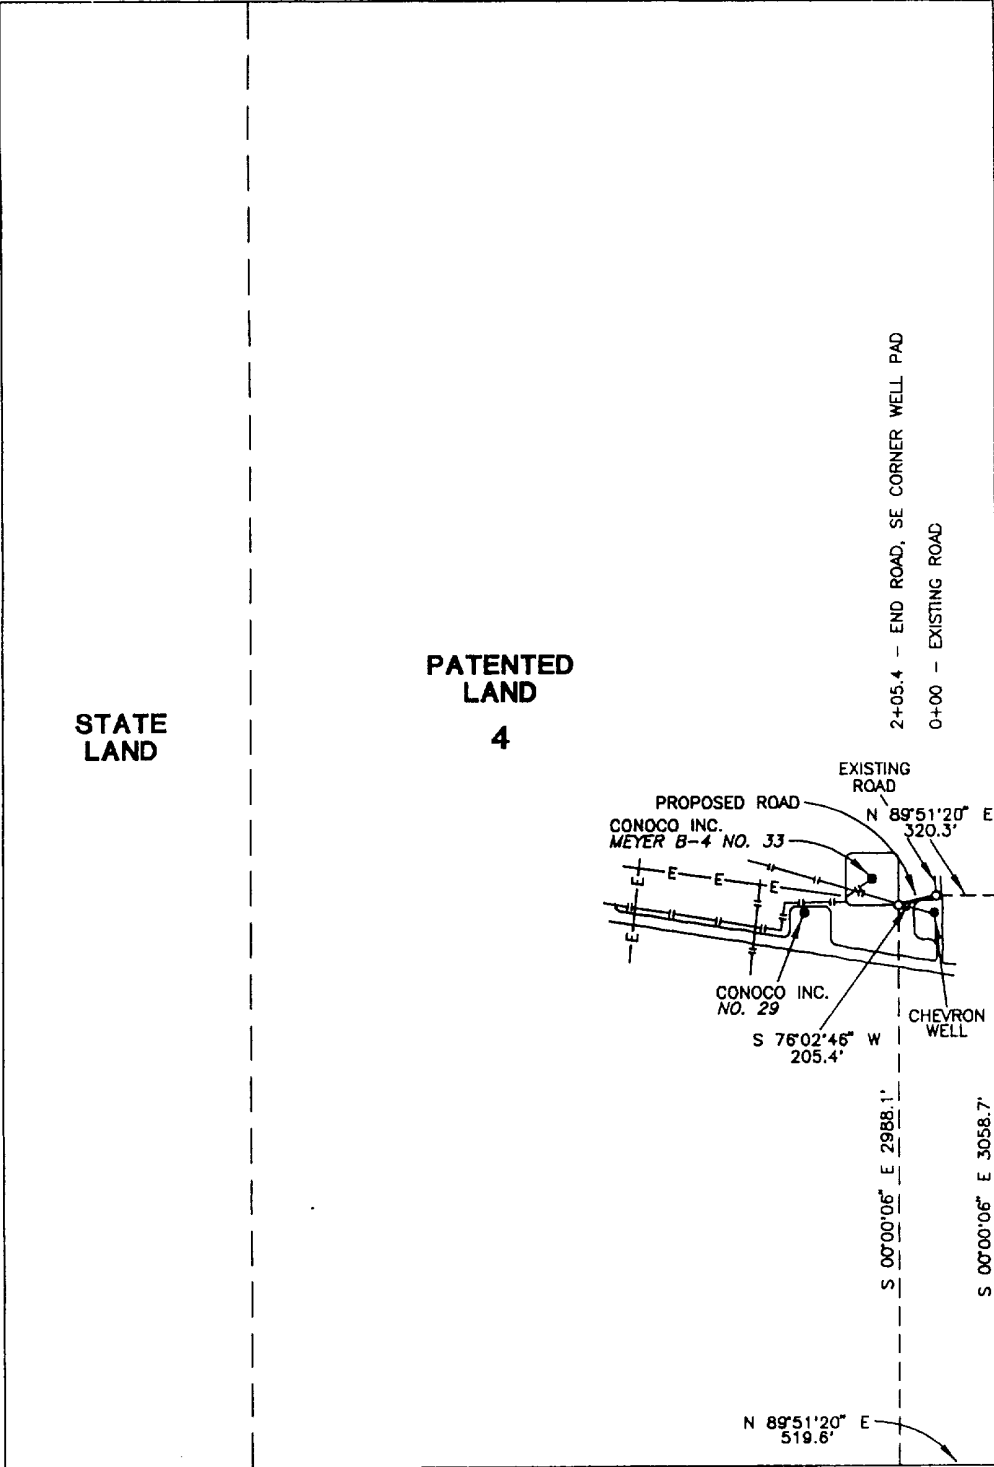 2+05.4 – END ROAD, SE CORNER WELL PAD
0+00 – EXISTING ROAD
PATENTED
LAND
4
STATE
LAND
EXISTING
ROAD
PROPOSED ROAD
N 89°51'20" E
320.3'
CONOCO INC.
MEYER B-4 NO. 33
E
E
E
E
E
E
CONOCO INC.
NO. 29
CHEVRON
WELL
S 76°02'46" W
205.4'
S 00°00'06" E 2988.1'
S 00°00'06" E 3058.7'
N 89°51'20" E
519.6'